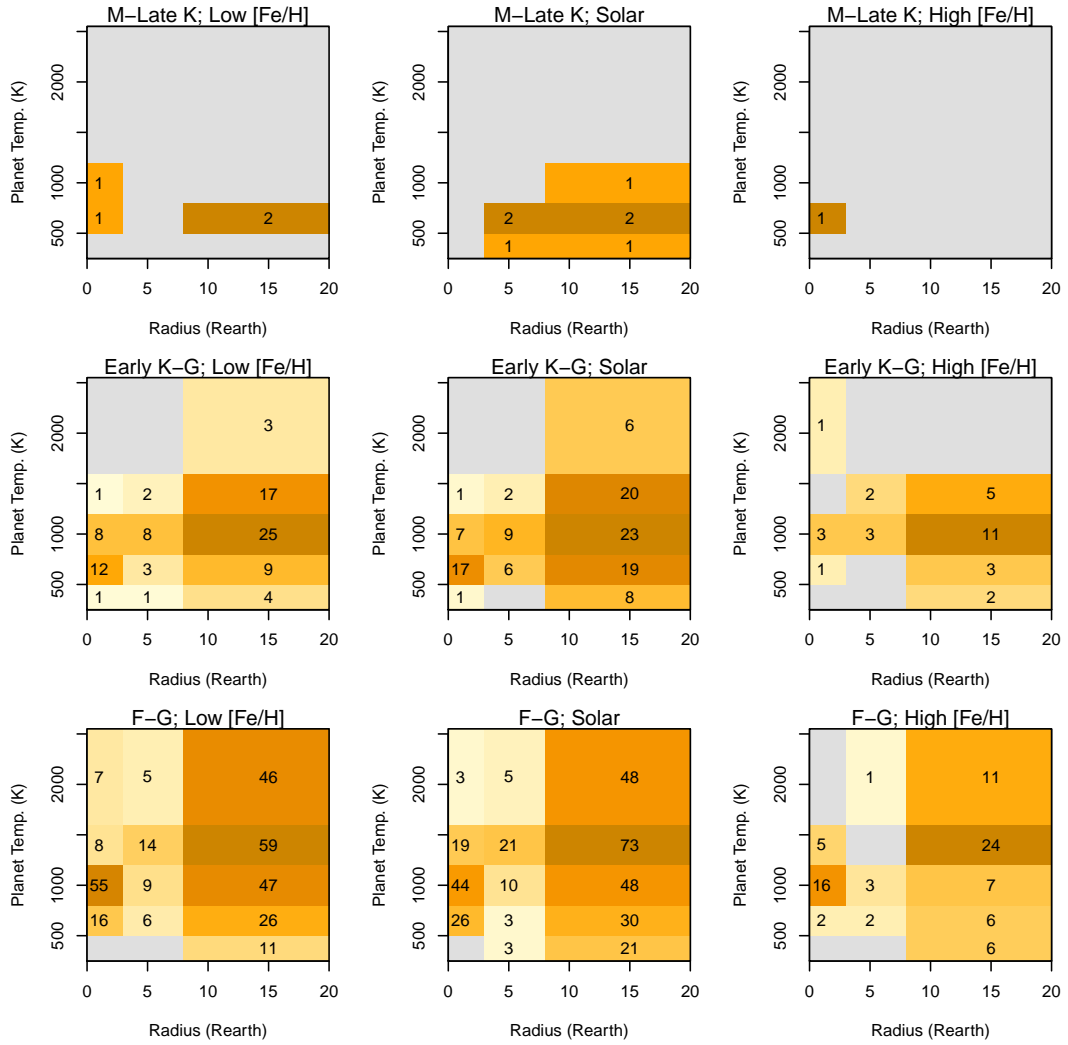 M−Late K; Low [Fe/H]
Planet Temp. (K)
500 1000 2000
1
1 2
0 5 10 15 20
Radius (Rearth)
M−Late K; Solar
Planet Temp. (K)
500 1000 2000
1
2 2
1 1
0 5 10 15 20
Radius (Rearth)
M−Late K; High [Fe/H]
Planet Temp. (K)
500 1000 2000
1
0 5 10 15 20
Radius (Rearth)
Early K−G; Low [Fe/H]
Planet Temp. (K)
500 1000 2000
3
1 2 17
8 8 25
12 3 9
1 1 4
0 5 10 15 20
Radius (Rearth)
Early K−G; Solar
Planet Temp. (K)
500 1000 2000
6
1 2 20
7 9 23
17 6 19
1 8
0 5 10 15 20
Radius (Rearth)
Early K−G; High [Fe/H]
Planet Temp. (K)
500 1000 2000
1
2 5
3 3 11
1 3
2
0 5 10 15 20
Radius (Rearth)
F−G; Low [Fe/H]
Planet Temp. (K)
500 1000 2000
7 5 46
8 14 59
55 9 47
16 6 26
11
0 5 10 15 20
Radius (Rearth)
F−G; Solar
Planet Temp. (K)
500 1000 2000
3 5 48
19 21 73
44 10 48
26 3 30
3 21
0 5 10 15 20
Radius (Rearth)
F−G; High [Fe/H]
Planet Temp. (K)
500 1000 2000
1 11
5 24
16 3 7
2 2 6
6
0 5 10 15 20
Radius (Rearth)